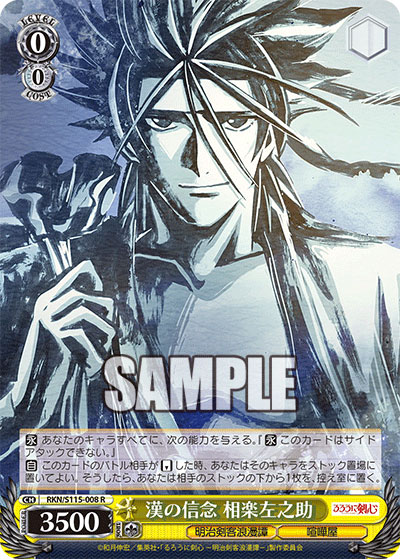 LEVEL
0
0
COST
SAMPLE
【永】 あなたのキャラすべてに、次の能力を与える。『【永】 このカードはサイド
アタックできない。』
【自】 このカードのバトル相手が した時、あなたはそのキャラをストック置場
に置いてよい。そうしたら、あなたは相手のストックの下から1枚を、控え室に置く。
CH
RKN/S115-008 R
漢の信念 相楽左之助
るろうに剣心
3500
明治剣客浪漫譚
喧嘩屋
©和月伸宏／集英社・「るろうに剣心 －明治剣客浪漫譚－」製作委員会